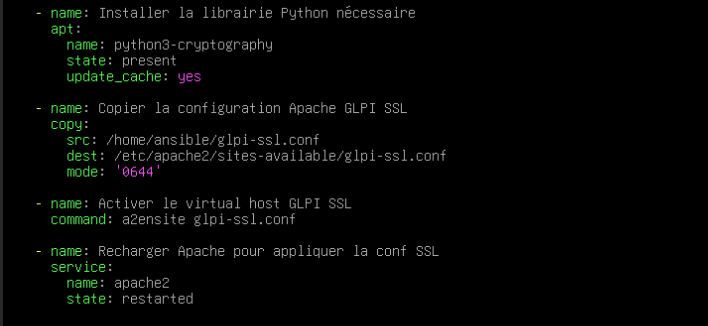 - name: Installer la librairie Python nécessaire
  apt:
    name: python3-cryptography
    state: present
    update_cache: yes
- name: Copier la configuration Apache GLPI SSL
  copy:
    src: /home/ansible/glpi-ssl.conf
    dest: /etc/apache2/sites-available/glpi-ssl.conf
    mode: '0644'
- name: Activer le virtual host GLPI SSL
  command: a2ensite glpi-ssl.conf
- name: Recharger Apache pour appliquer la conf SSL
  service:
    name: apache2
    state: restarted